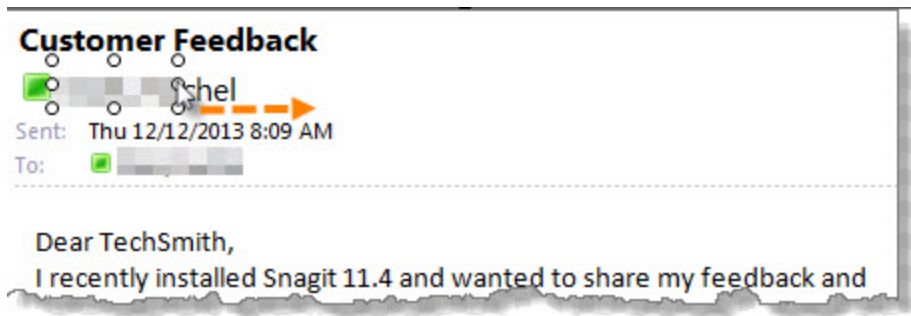 Customer Feedback
shel
Sent: Thu 12/12/2013 8:09 AM
To:
Dear TechSmith,
I recently installed Snagit 11.4 and wanted to share my feedback and